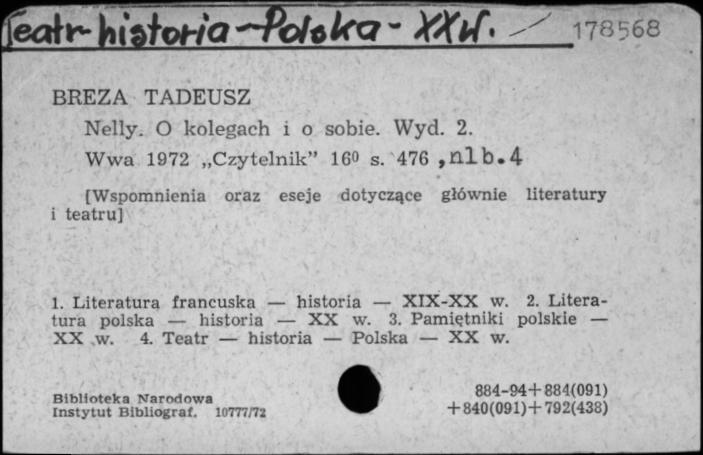 Teatr-historia-Polska-XXw. 178568
BREZA TADEUSZ
Nelly. O kolegach i o sobie. Wyd. 2.
Wwa 1972 „Czytelnik” 16⁰ s. 476, nlb.4
[Wspomnienia oraz eseje dotyczące głównie literatury
i teatru]
1. Literatura francuska — historia — XIX-XX w. 2. Litera-
tura polska — historia — XX w. 3. Pamiętniki polskie —
XX w. 4. Teatr — historia — Polska — XX w.
Biblioteka Narodowa 884-94+884(091)
Instytut Bibliograf. 10777/72 +840(091)+792(438)